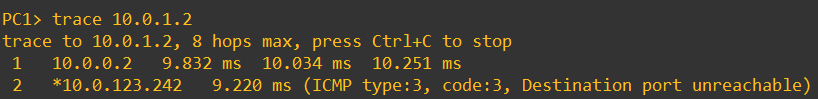 PC1> trace 10.0.1.2
trace to 10.0.1.2, 8 hops max, press Ctrl+C to stop
1 10.0.0.2 9.832 ms 10.034 ms 10.251 ms
2 *10.0.123.242 9.220 ms (ICMP type:3, code:3, Destination port unreachable)